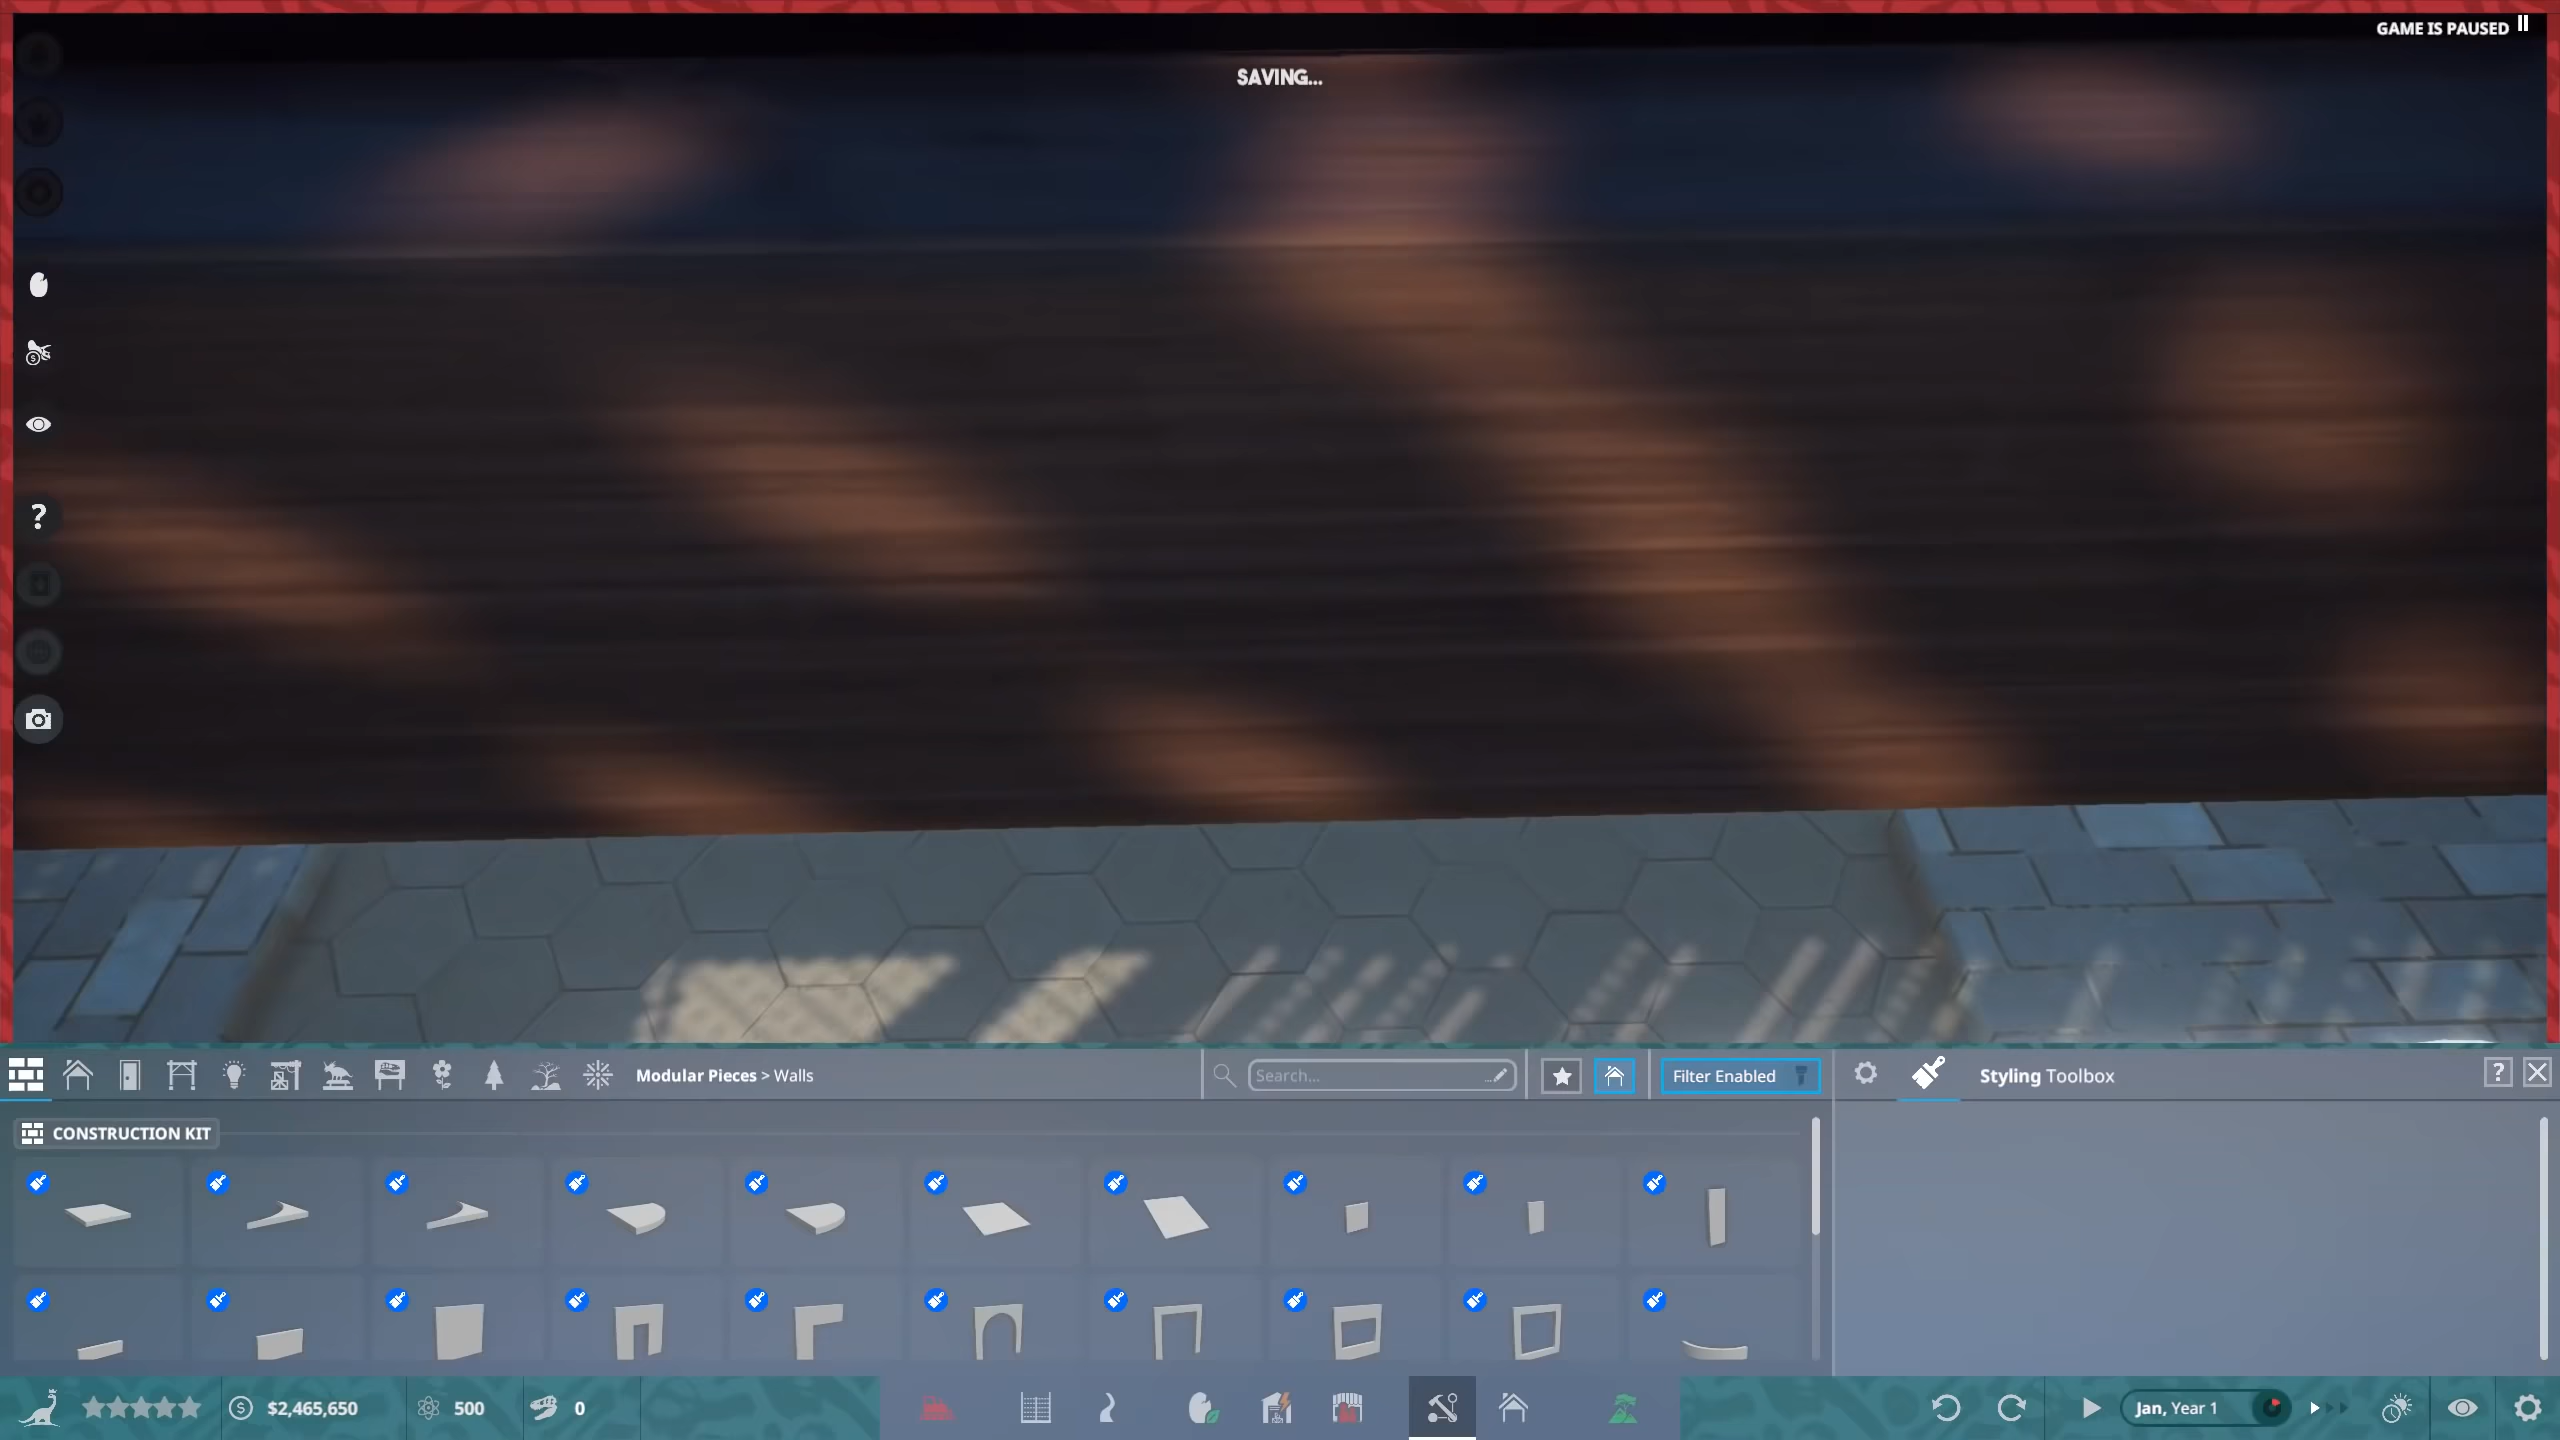 GAME IS PAUSED
SAVING...
?
Modular Pieces > Walls
Search...
...
Filter Enabled
Styling Toolbox
?
CONSTRUCTION KIT
$2,465,650
500
0
Jan, Year 1